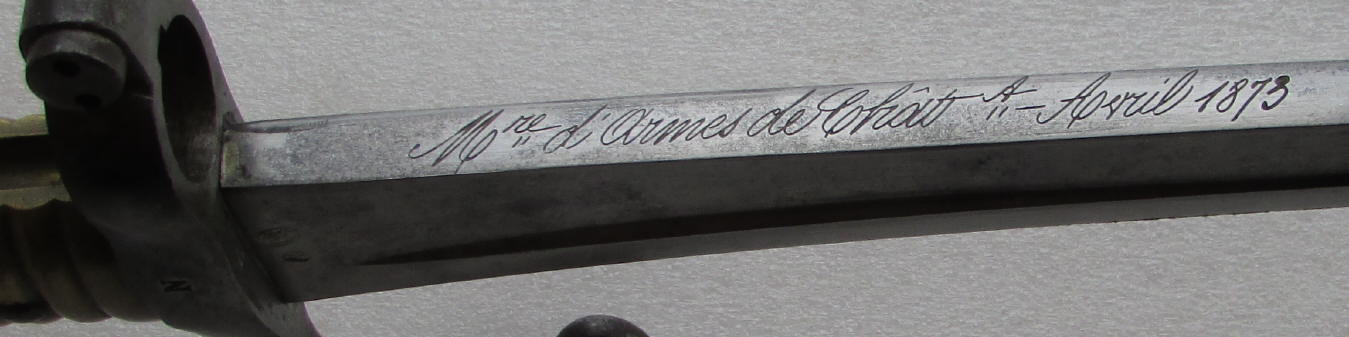 Mre d'Armes de Chât A - Avril 1873
N